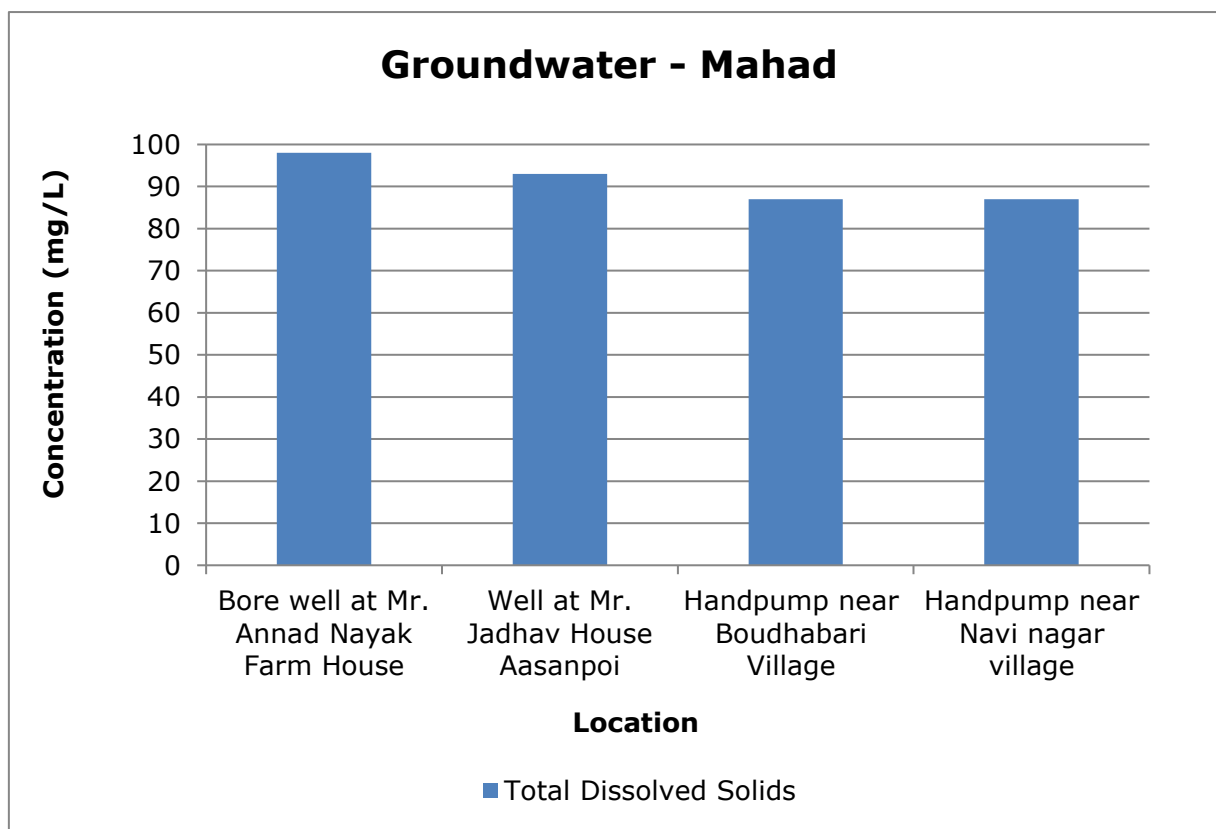 Groundwater - Mahad
Concentration (mg/L)
100
90
80
70
60
50
40
30
20
10
0
Bore well at Mr.
Annad Nayak
Farm House
Well at Mr.
Jadhav House
Aasanpoi
Handpump near
Boudhabari
Village
Handpump near
Navi nagar
village
Location
Total Dissolved Solids